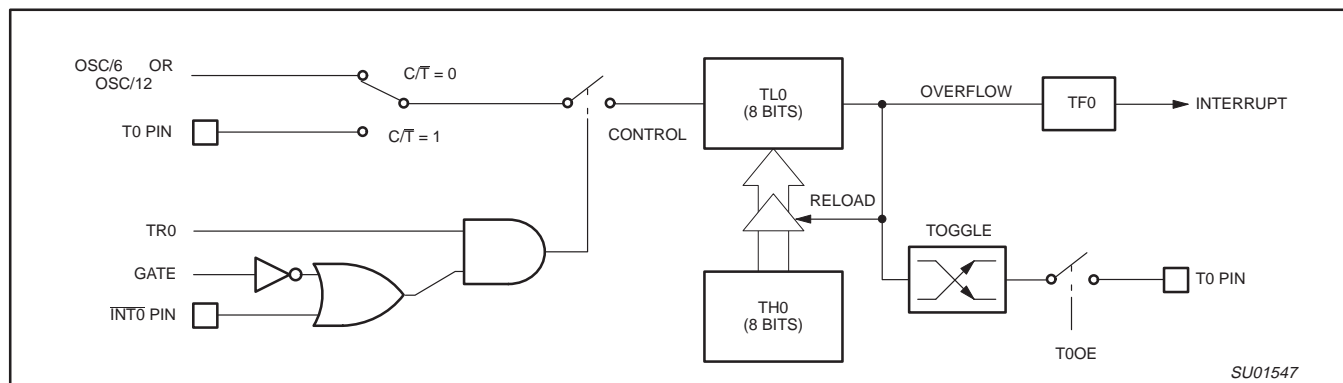 OSC/6 OR
OSC/12
C/T̅ = 0
T0 PIN
C/T̅ = 1
CONTROL
TL0
(8 BITS)
OVERFLOW
TF0
INTERRUPT
RELOAD
TR0
GATE
I̅N̅T̅0̅ PIN
TH0
(8 BITS)
TOGGLE
T0 PIN
T0OE
SU01547